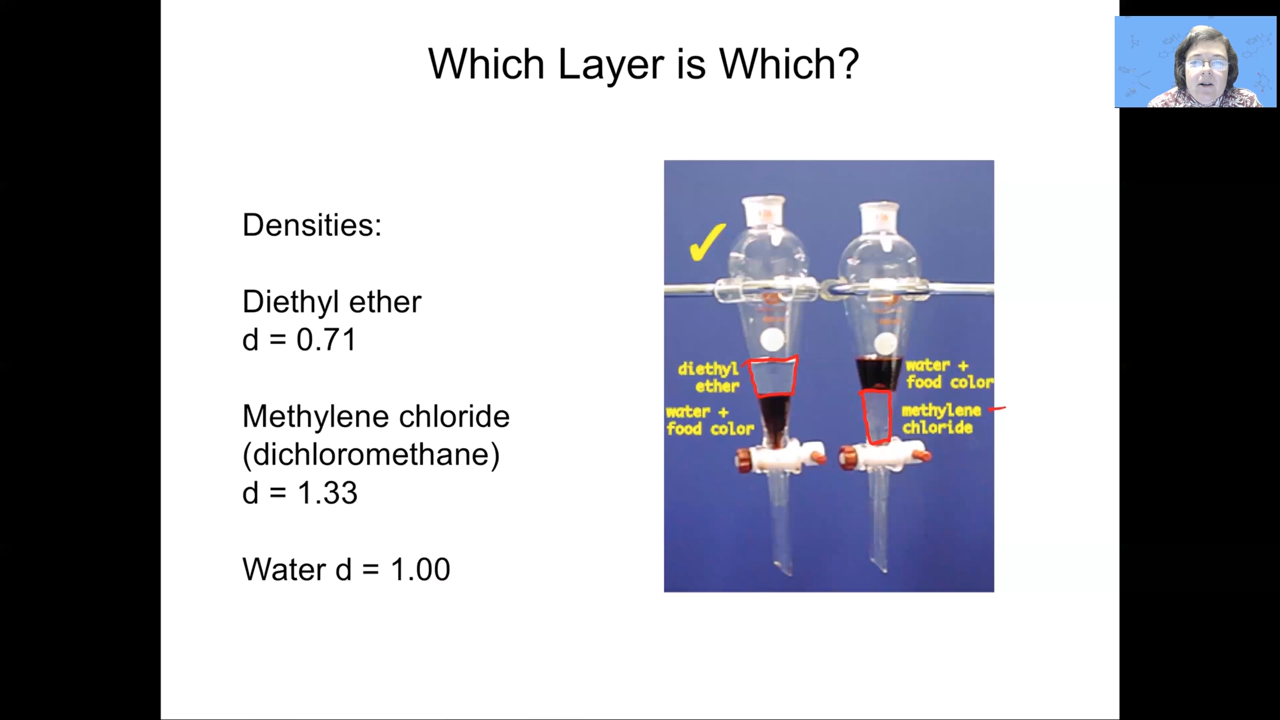 Which Layer is Which?
Densities:
Diethyl ether
d = 0.71
Methylene chloride
(dichloromethane)
d = 1.33
Water d = 1.00
diethyl
ether
water +
food color
water +
food color
methylene
chloride